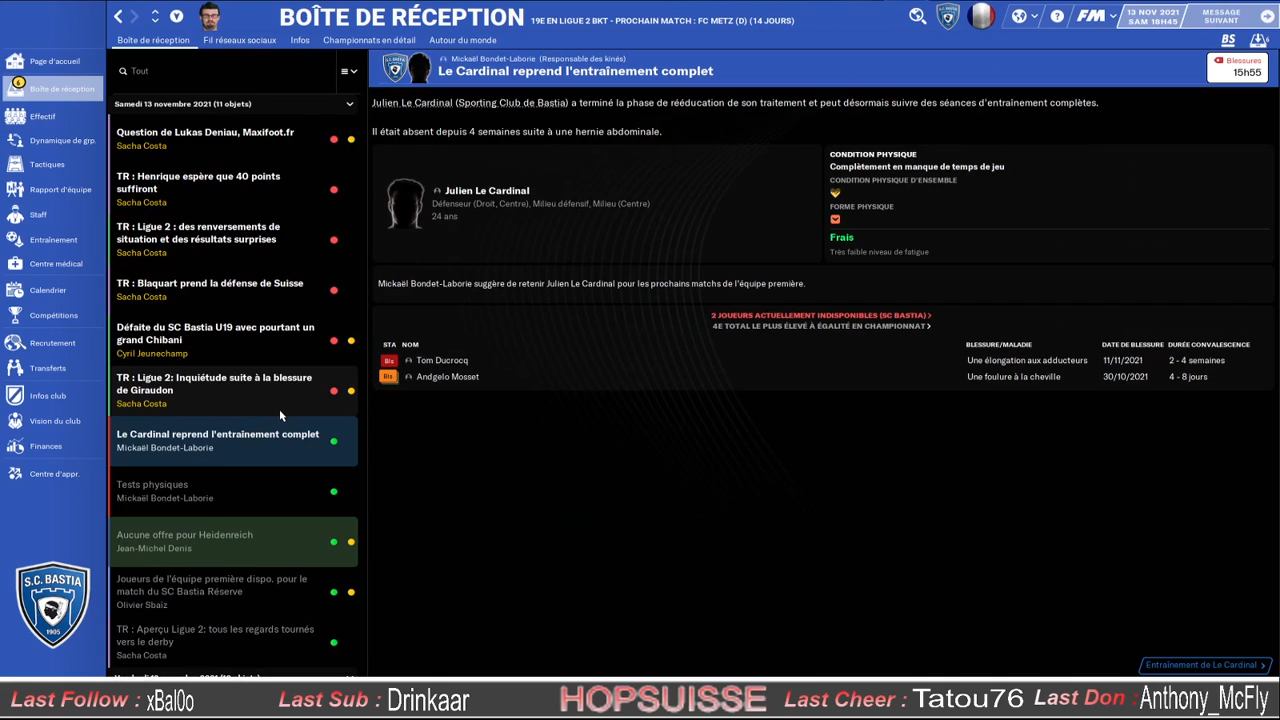 BOÎTE DE RÉCEPTION
19E EN LIGUE 2 BKT - PROCHAIN MATCH : FC METZ (D) (14 JOURS)
FM
13 NOV 2021
SAM 18H45
MESSAGE
SUIVANT
Boîte de réception
Fil réseaux sociaux
Infos
Championnats en détail
Autour du monde
BS
6
Page d'accueil
Boîte de réception
Effectif
Dynamique de grp.
Tactiques
Rapport d'équipe
Staff
Entraînement
Centre médical
Calendrier
Compétitions
Recrutement
Transferts
Infos club
Vision du club
Finances
Centre d'appr.
S.C. BASTIA
1905
Tout
Samedi 13 novembre 2021 (11 objets)
Question de Lukas Deniau, Maxifoot.fr
Sacha Costa
TR : Henrique espère que 40 points
suffiront
Sacha Costa
TR : Ligue 2 : des renversements de
situation et des résultats surprises
Sacha Costa
TR : Blaquart prend la défense de Suisse
Sacha Costa
Défaite du SC Bastia U19 avec pourtant un
grand Chibani
Cyril Jeunechamp
TR : Ligue 2: Inquiétude suite à la blessure
de Giraudon
Sacha Costa
Le Cardinal reprend l'entraînement complet
Mickaël Bondet-Laborie
Tests physiques
Mickaël Bondet-Laborie
Aucune offre pour Heidenreich
Jean-Michel Denis
Joueurs de l'équipe première dispo. pour le
match du SC Bastia Réserve
Olivier Sbaïz
TR : Aperçu Ligue 2: tous les regards tournés
vers le derby
Sacha Costa
Mickaël Bondet-Laborie (Responsable des kinés)
Le Cardinal reprend l'entraînement complet
Blessures
15h55
Julien Le Cardinal (Sporting Club de Bastia) a terminé la phase de rééducation de son traitement et peut désormais suivre des séances d'entraînement complètes.
Il était absent depuis 4 semaines suite à une hernie abdominale.
Julien Le Cardinal
Défenseur (Droit, Centre), Milieu défensif, Milieu (Centre)
24 ans
CONDITION PHYSIQUE
Complètement en manque de temps de jeu
CONDITION PHYSIQUE D'ENSEMBLE
FORME PHYSIQUE
Frais
Très faible niveau de fatigue
Mickaël Bondet-Laborie suggère de retenir Julien Le Cardinal pour les prochains matchs de l'équipe première.
2 JOUEURS ACTUELLEMENT INDISPONIBLES (SC BASTIA) >
4E TOTAL LE PLUS ÉLEVÉ À ÉGALITÉ EN CHAMPIONNAT >
STA NOM BLESSURE/MALADIE DATE DE BLESSURE DURÉE CONVALESCENCE
Bls Tom Ducrocq Une élongation aux adducteurs 11/11/2021 2 - 4 semaines
Bls Andgelo Mosset Une foulure à la cheville 30/10/2021 4 - 8 jours
Entraînement de Le Cardinal >
Last Follow : xBal0o
Last Sub : Drinkaar
HOPSUISSE
Last Cheer : Tatou76
Last Don : Anthony_McFly